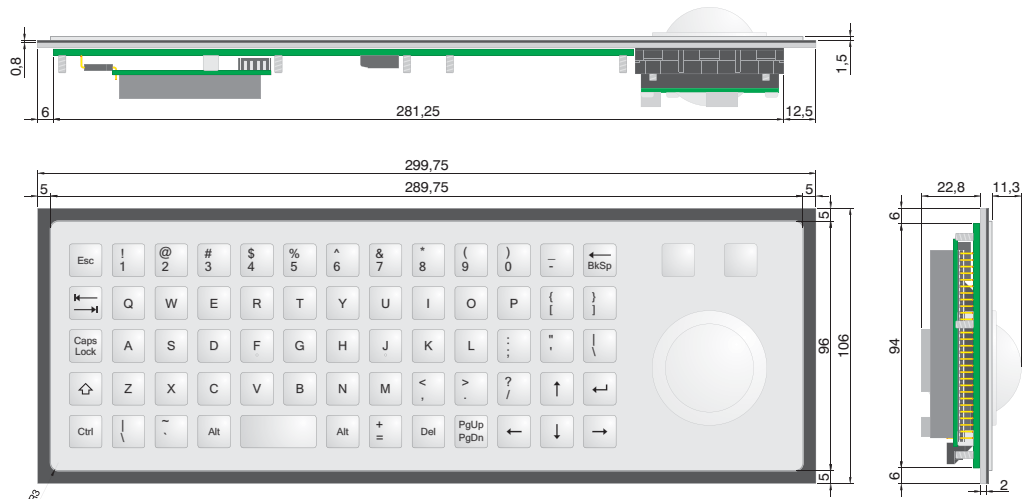 0,8
1,5
6
281,25
12,5
299,75
5
289,75
5
22,8
11,3
5
6
Esc
! 1
@ 2
# 3
$ 4
% 5
^ 6
& 7
* 8
( 9
) 0
_ -
BkSp
Q
W
E
R
T
Y
U
I
O
P
{ [
} ]
Caps
Lock
A
S
D
F
G
H
J
K
L
: ;
" '
| \
96
106
94
Z
X
C
V
B
N
M
< ,
> .
? /
Ctrl
| \
~ `
Alt
Alt
+ =
Del
PgUp
PgDn
5
6
2
R3